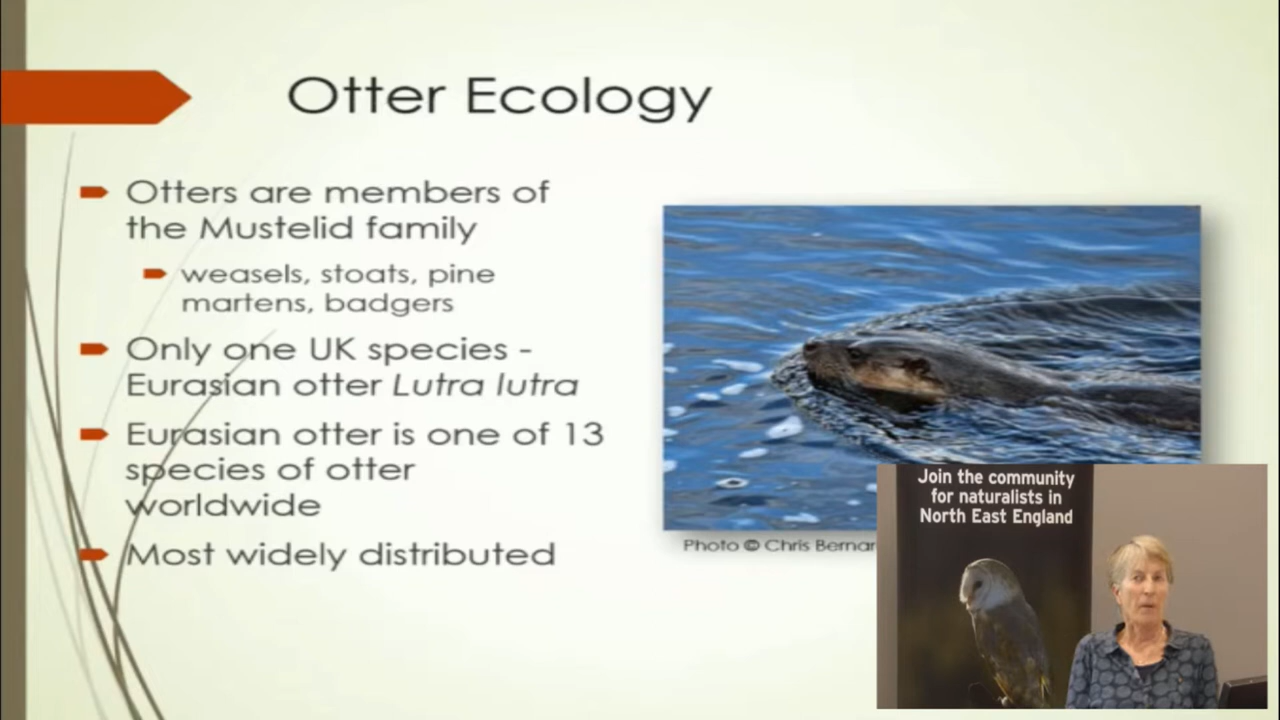 Otter Ecology
Otters are members of
the Mustelid family
weasels, stoats, pine
martens, badgers
Only one UK species -
Eurasian otter Lutra lutra
Eurasian otter is one of 13
species of otter
worldwide
Most widely distributed
Photo © Chris
Join the community
for naturalists in
North East England